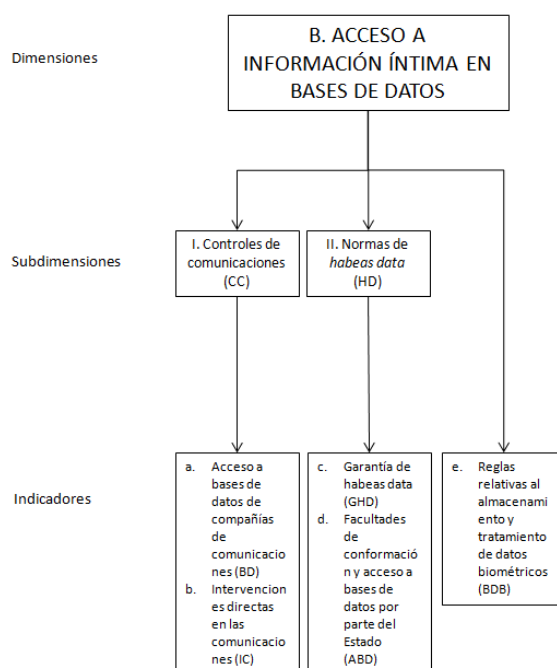 Dimensiones
B. ACCESO A
INFORMACIÓN ÍNTIMA EN
BASES DE DATOS
Subdimensiones
I. Controles de
comunicaciones
(CC)
II. Normas de
habeas data
(HD)
Indicadores
a. Acceso a
bases de
datos de
compañías
de
comunicacio
nes (BD)
b. Intervencion
es directas
en las
comunicacio
nes (IC)
c. Garantía de
habeas data
(GHD)
d. Facultades
de
conformació
n y acceso a
bases de
datos por
parte del
Estado
(ABD)
e. Reglas
relativas al
almacenami
ento y
tratamiento
de datos
biométricos
(BDB)